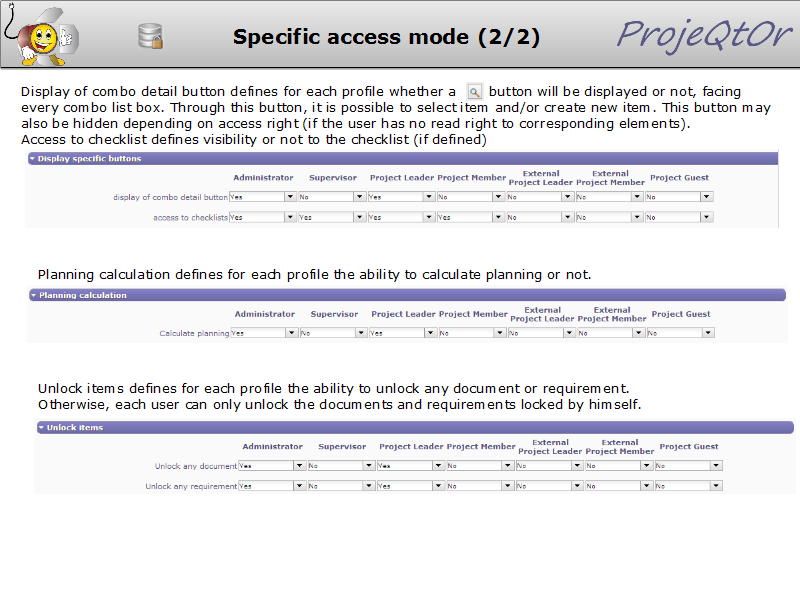 Specific access mode (2/2)
ProjeQtOr
Display of combo detail button defines for each profile whether a button will be displayed or not, facing
every combo list box. Through this button, it is possible to select item and/or create new item. This button may
also be hidden depending on access right (if the user has no read right to corresponding elements).
Access to checklist defines visibility or not to the checklist (if defined)
Display specific buttons
Administrator Supervisor Project Leader Project Member External Project Leader External Project Member Project Guest
display of combo detail button Yes No Yes No No No No
access to checklists Yes Yes Yes Yes No No No
Planning calculation defines for each profile the ability to calculate planning or not.
Planning calculation
Administrator Supervisor Project Leader Project Member External Project Leader External Project Member Project Guest
Calculate planning Yes No Yes No No No No
Unlock items defines for each profile the ability to unlock any document or requirement.
Otherwise, each user can only unlock the documents and requirements locked by himself.
Unlock items
Administrator Supervisor Project Leader Project Member External Project Leader External Project Member Project Guest
Unlock any document Yes No Yes No No No No
Unlock any requirement Yes No Yes No No No No